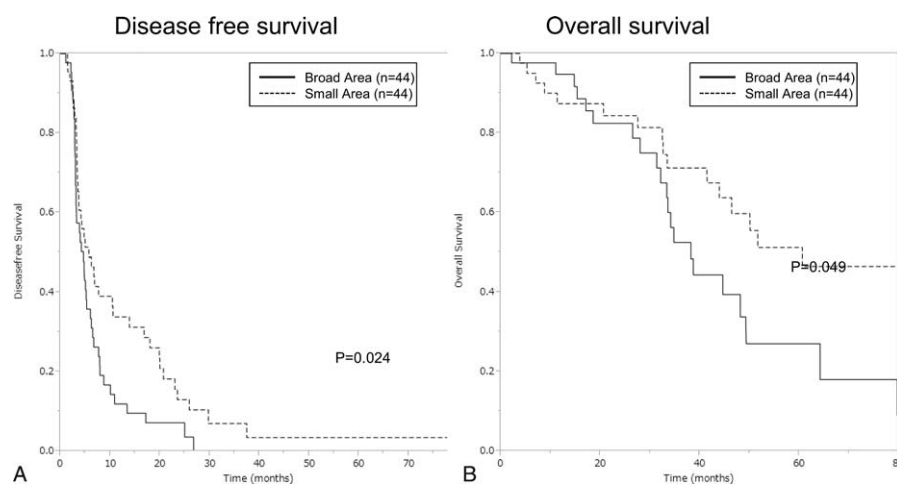 Disease free survival
Broad Area (n=44)
Small Area (n=44)
1.0
0.8
0.6
0.4
0.2
0.0
Diseasefree Survival
P=0.024
0 10 20 30 40 50 60 70
Time (months)
A
Overall survival
Broad Area (n=44)
Small Area (n=44)
1.0
0.8
0.6
0.4
0.2
0.0
Overall Survival
P=0.049
0 20 40 60 80
Time (months)
B